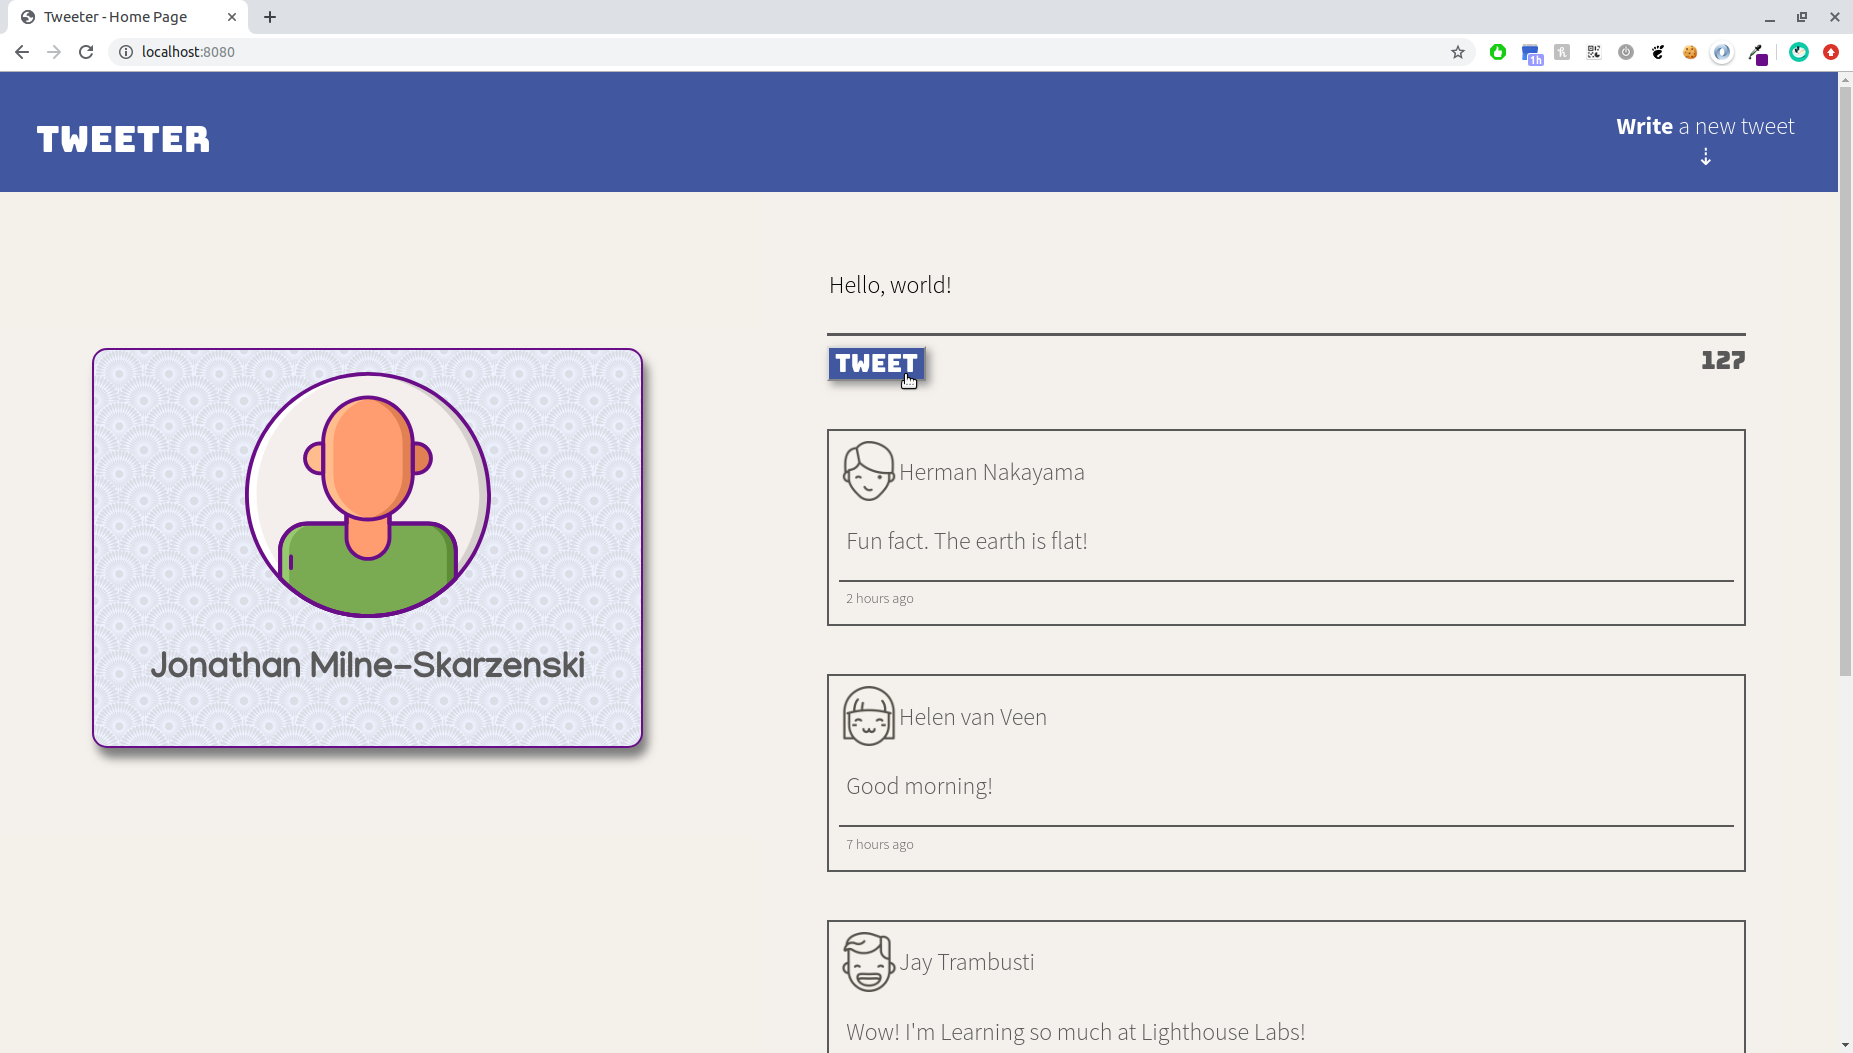 Tweeter - Home Page
localhost:8080
1h
TWEETER
Write a new tweet
Hello, world!
TWEET
127
Jonathan Milne-Skarzenski
Herman Nakayama
Fun fact. The earth is flat!
2 hours ago
Helen van Veen
Good morning!
7 hours ago
Jay Trambusti
Wow! I'm Learning so much at Lighthouse Labs!